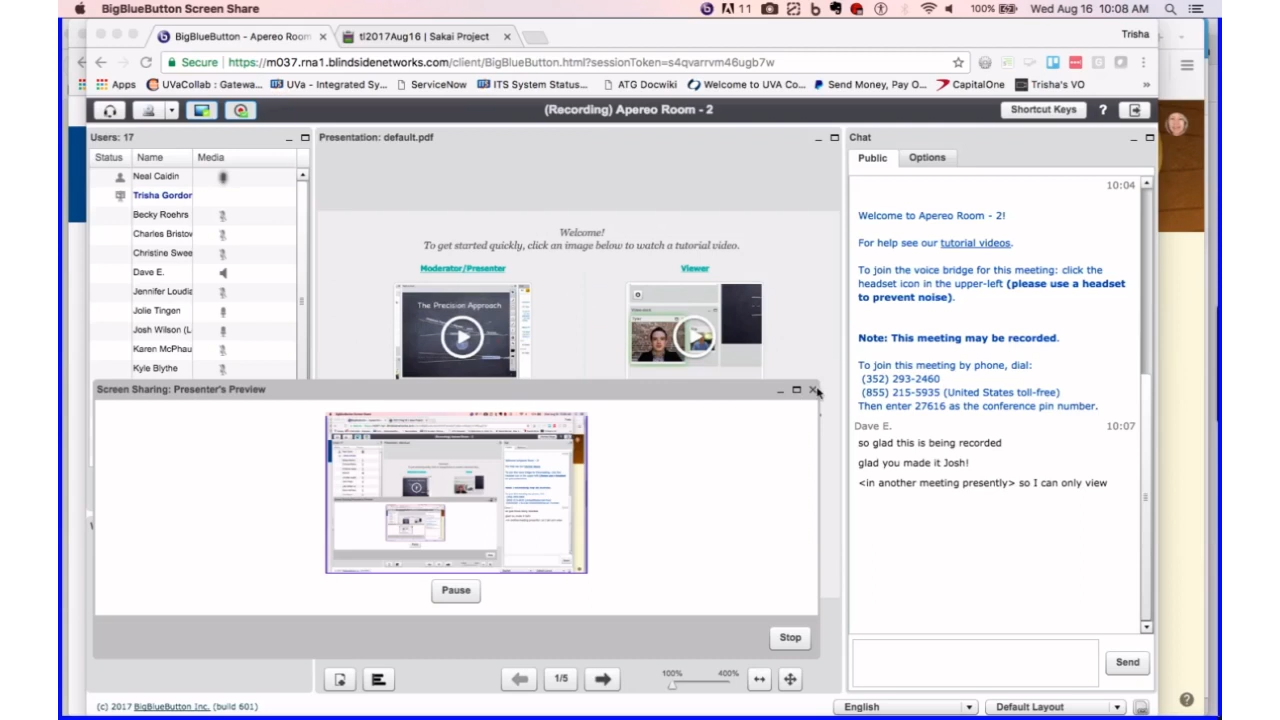 BigBlueButton Screen Share
11
100%
Wed Aug 16 10:08 AM
BigBlueButton - Apereo Room
tl2017Aug16 | Sakai Project
Trisha
Secure
https://m037.rna1.blindsidenetworks.com/client/BigBlueButton.html?sessionToken=s4qvarrvm46ugb7w
Apps
UVaCollab : Gatewa...
UVa - Integrated Sy...
ServiceNow
ITS System Status...
ATG Docwiki
Welcome to UVA Co...
Send Money, Pay O...
CapitalOne
Trisha's VO
»
(Recording) Apereo Room - 2
Shortcut Keys
?
Users: 17
Status
Name
Media
Neal Caidin
Trisha Gordon
Becky Roehrs
Charles Bristow
Christine Swee
Dave E.
Jennifer Loudia
Jolie Tingen
Josh Wilson (L
Karen McPhau
Kyle Blythe
Presentation: default.pdf
Welcome!
To get started quickly, click an image below to watch a tutorial video.
Moderator/Presenter
Viewer
The Precision Approach
Screen Sharing: Presenter's Preview
Pause
Stop
1/5
100%
400%
Chat
Public
Options
10:04
Welcome to Apereo Room - 2!
For help see our tutorial videos.
To join the voice bridge for this meeting: click the
headset icon in the upper-left (please use a headset
to prevent noise).
Note: This meeting may be recorded.
To join this meeting by phone, dial:
(352) 293-2460
(855) 215-5935 (United States toll-free)
Then enter 27616 as the conference pin number.
Dave E.
10:07
so glad this is being recorded
glad you made it Josh!
<in another meeting presently> so I can only view
Send
(c) 2017 BigBlueButton Inc. (build 601)
English
Default Layout
?